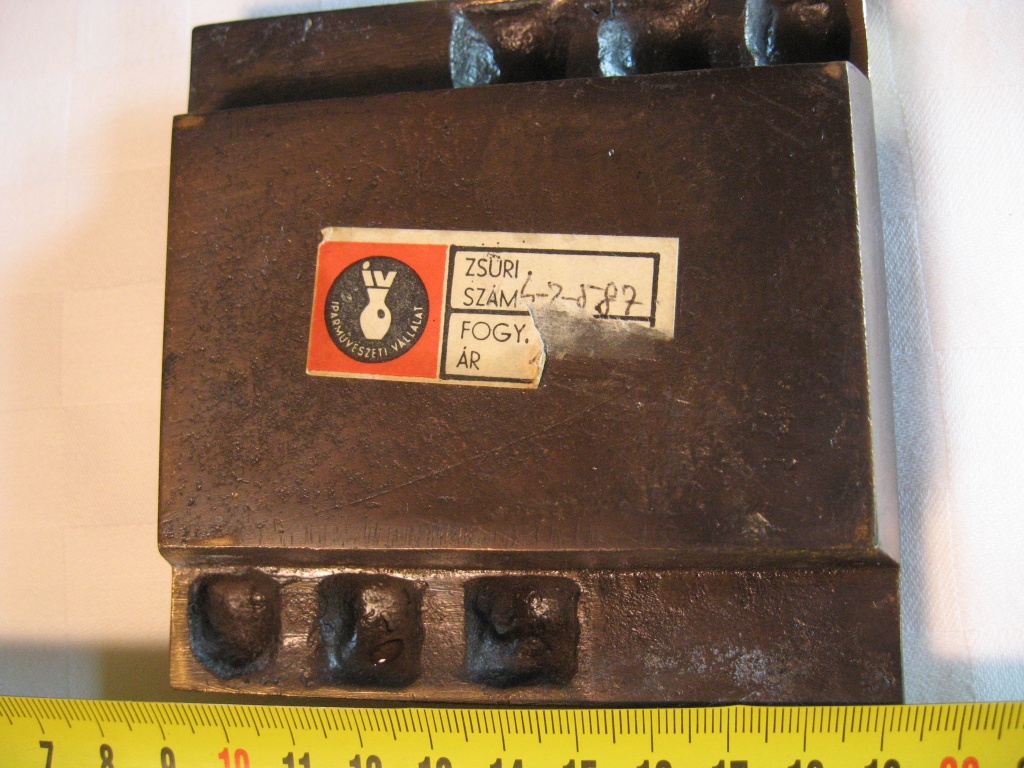 iv
IPARMŰVÉSZETI VÁLLALAT
ZSŰRI
SZÁM
FOGY.
ÁR
7 8 9 10 11 12 13 14 15 16 17 18 19 20